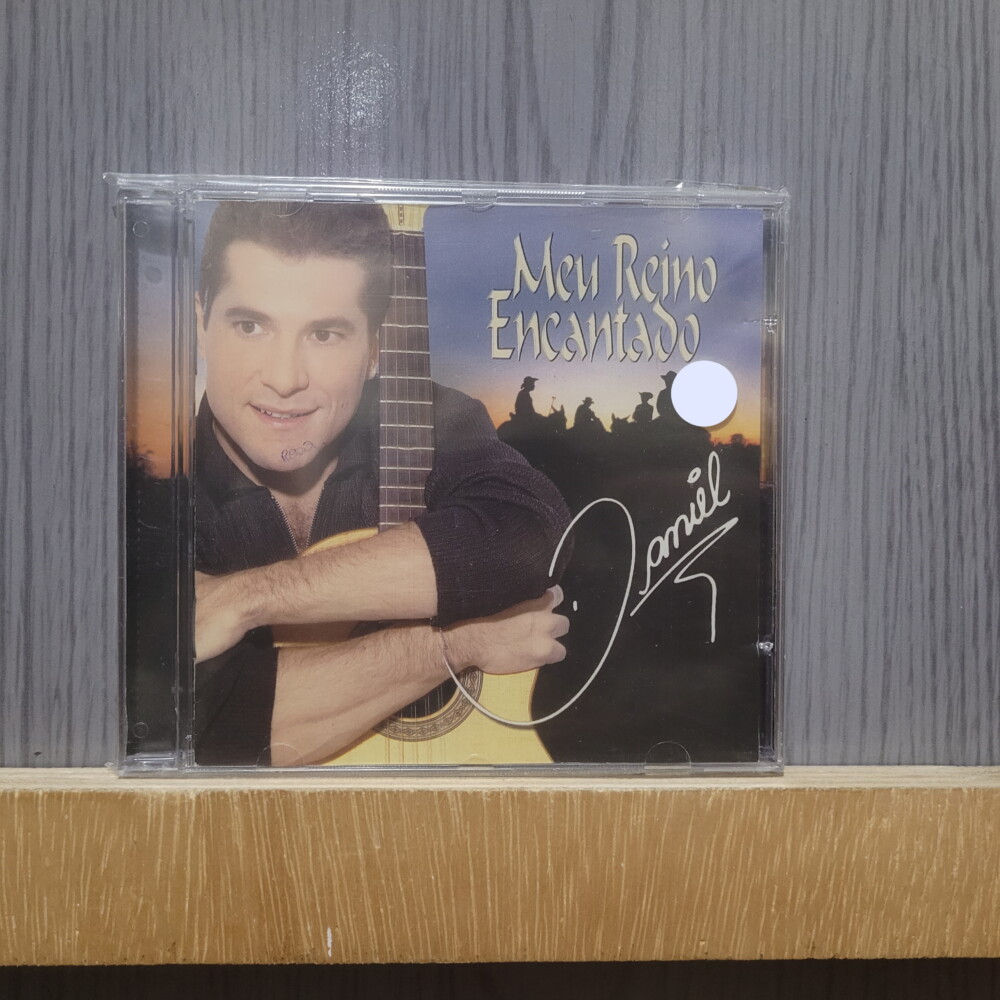 Meu Reino
Encantado
Daniel